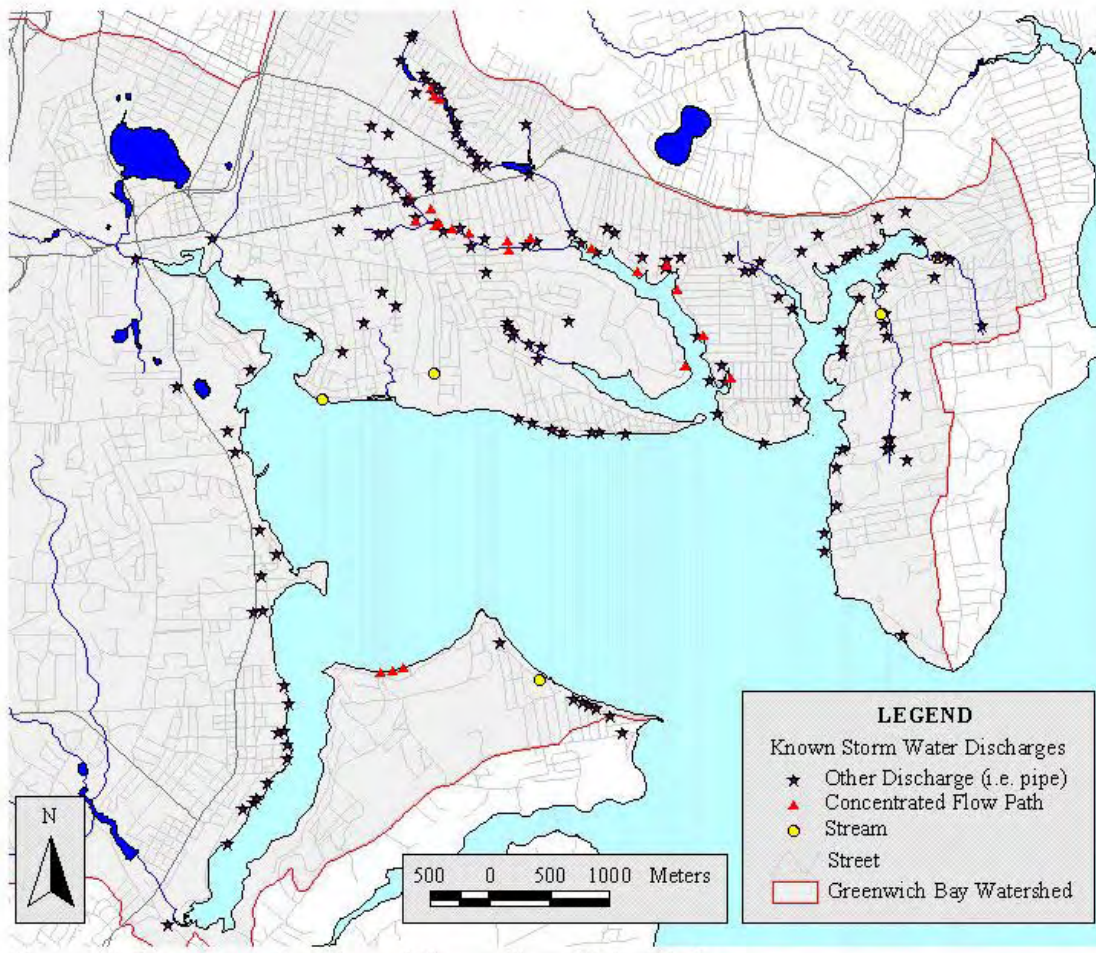 N
500 0 500 1000 Meters
LEGEND
Known Storm Water Discharges
Other Discharge (i.e. pipe)
Concentrated Flow Path
Stream
Street
Greenwich Bay Watershed